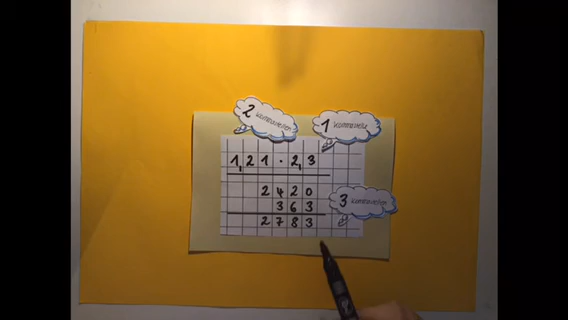 2 Kommastellen
1 Kommastelle
1,21 · 2,3
2420
363
3 Kommastellen
2783